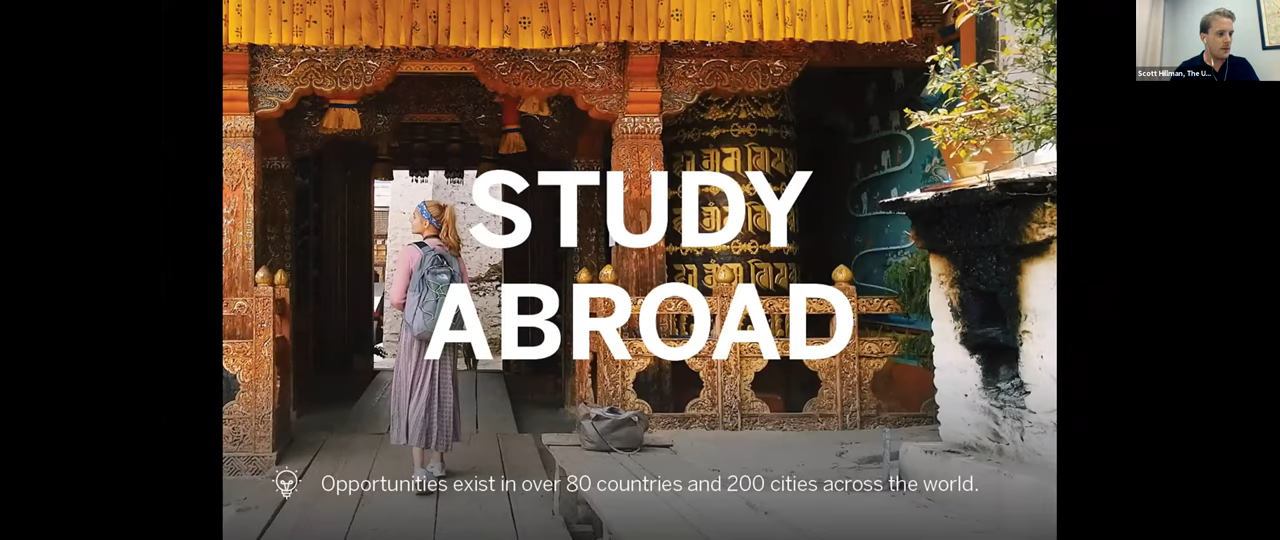 STUDY
ABROAD
Opportunities exist in over 80 countries and 200 cities across the world.
Scott Hillman, The U...